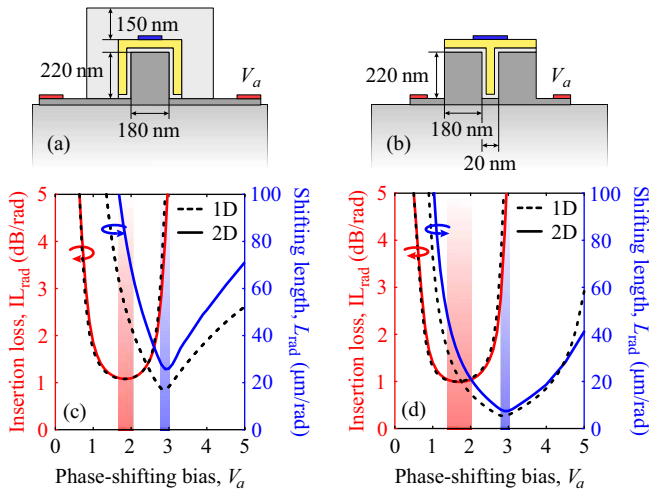 150 nm
220 nm
V_a
(a)
180 nm
220 nm
V_a
(b)
180 nm
20 nm
Insertion loss, IL_rad (dB/rad)
5
4
3
2
1
0
1D
2D
(c)
100
80
60
40
20
0
Shifting length, L_rad (μm/rad)
0 1 2 3 4 5
Phase-shifting bias, V_a
Insertion loss, IL_rad (dB/rad)
5
4
3
2
1
0
1D
2D
(d)
100
80
60
40
20
0
Shifting length, L_rad (μm/rad)
0 1 2 3 4 5
Phase-shifting bias, V_a